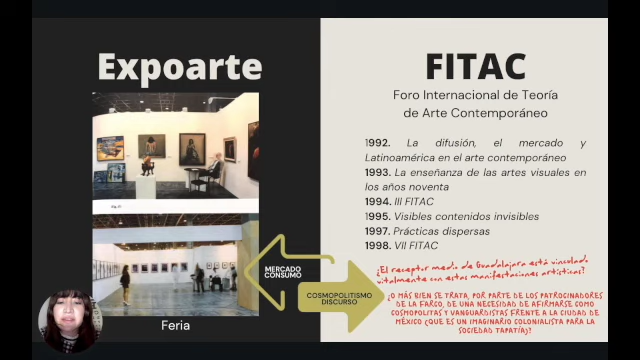 Expoarte
Feria
FITAC
Foro Internacional de Teoría
de Arte Contemporáneo
1992. La difusión, el mercado y
Latinoamérica en el arte contemporáneo
1993. La enseñanza de las artes visuales en
los años noventa
1994. III FITAC
1995. Visibles contenidos invisibles
1997. Prácticas dispersas
1998. VII FITAC
MERCADO
CONSUMO
COSMOPOLITISMO
DISCURSO
¿El receptor medio de Guadalajara está vinculado
vitalmente con estas manifestaciones artísticas?
¿O MÁS BIEN SE TRATA, POR PARTE DE LOS PATROCINADORES
DE LA FARCO, DE UNA NECESIDAD DE AFIRMARSE COMO
COSMOPOLITAS Y VANGUARDISTAS FRENTE A LA CIUDAD DE
MÉXICO (QUE ES UN IMAGINARIO COLONIALISTA PARA LA
SOCIEDAD TAPATÍA)?